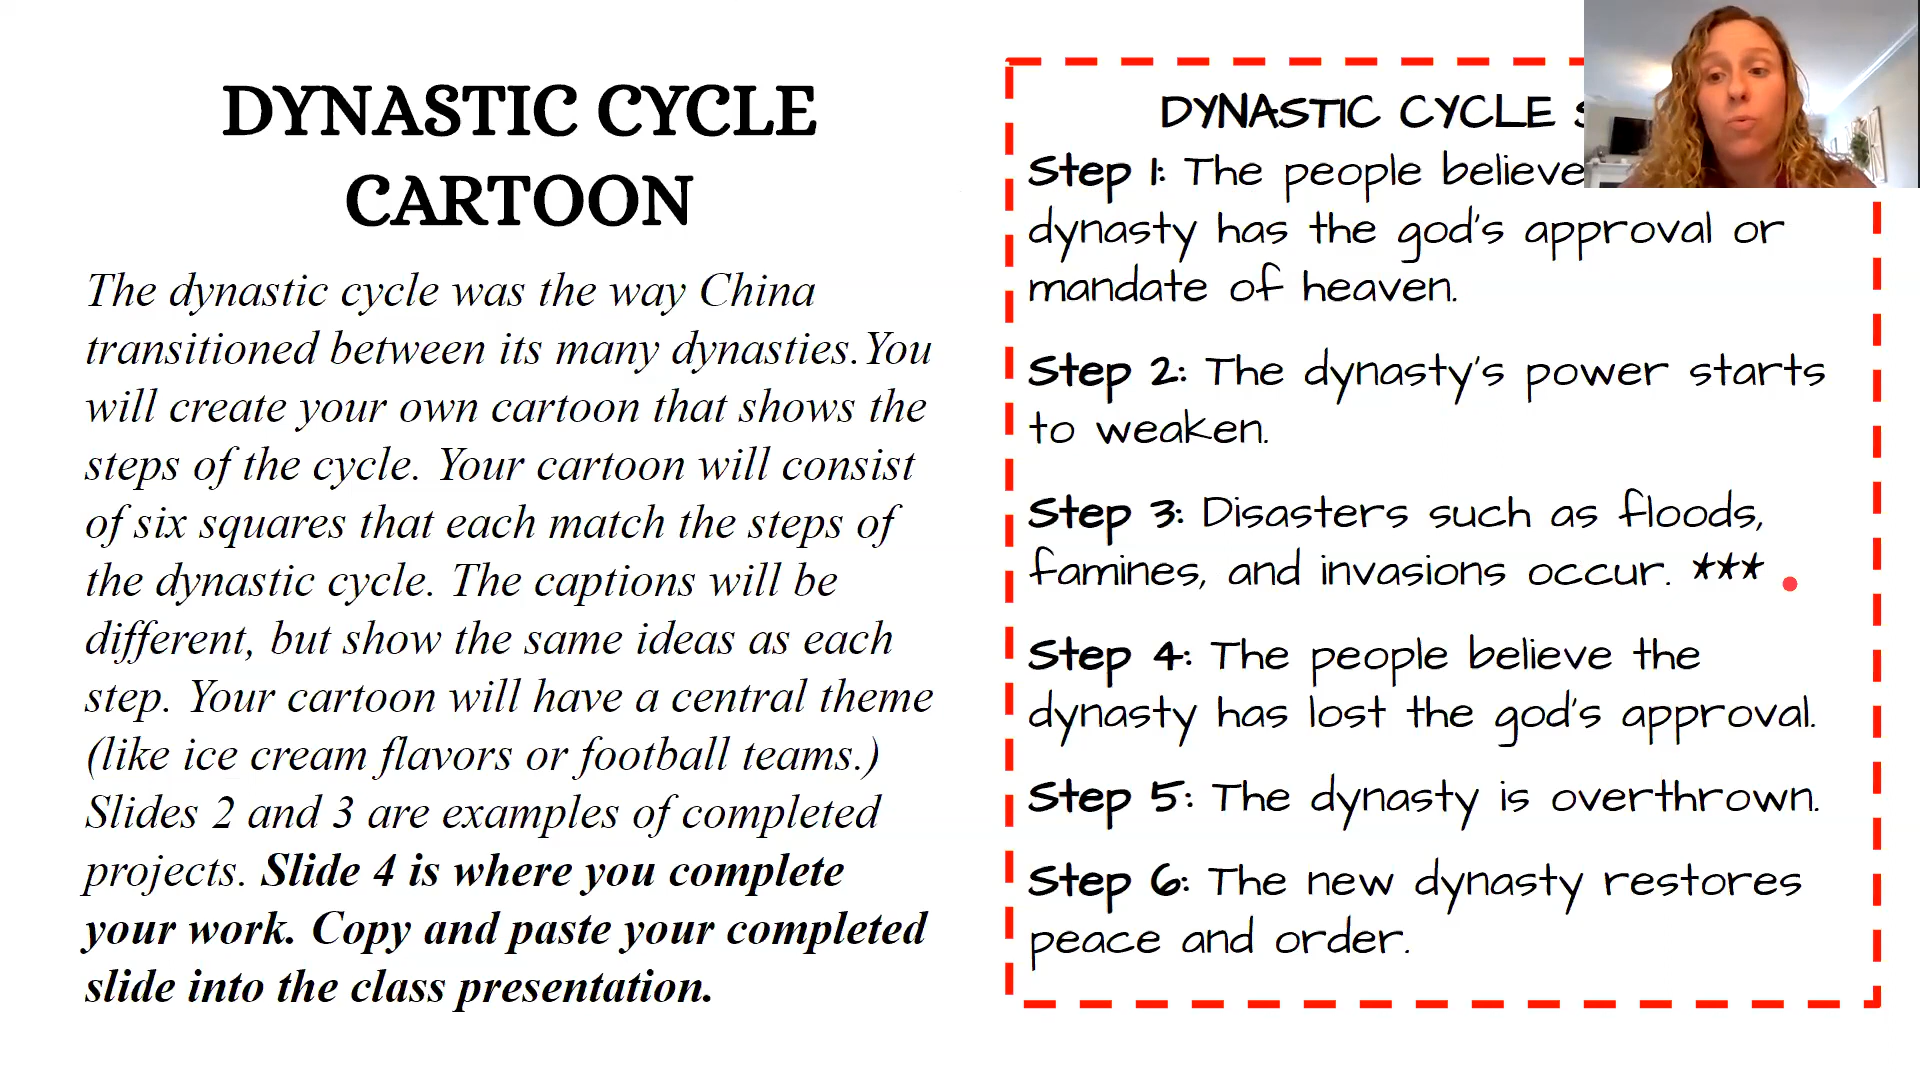 DYNASTIC CYCLE
CARTOON
The dynastic cycle was the way China
transitioned between its many dynasties.You
will create your own cartoon that shows the
steps of the cycle. Your cartoon will consist
of six squares that each match the steps of
the dynastic cycle. The captions will be
different, but show the same ideas as each
step. Your cartoon will have a central theme
(like ice cream flavors or football teams.)
Slides 2 and 3 are examples of completed
projects. Slide 4 is where you complete
your work. Copy and paste your completed
slide into the class presentation.
DYNASTIC CYCLE
Step 1: The people believe
dynasty has the god's approval or
mandate of heaven.
Step 2: The dynasty's power starts
to weaken.
Step 3: Disasters such as floods,
famines, and invasions occur. ***
Step 4: The people believe the
dynasty has lost the god's approval.
Step 5: The dynasty is overthrown.
Step 6: The new dynasty restores
peace and order.